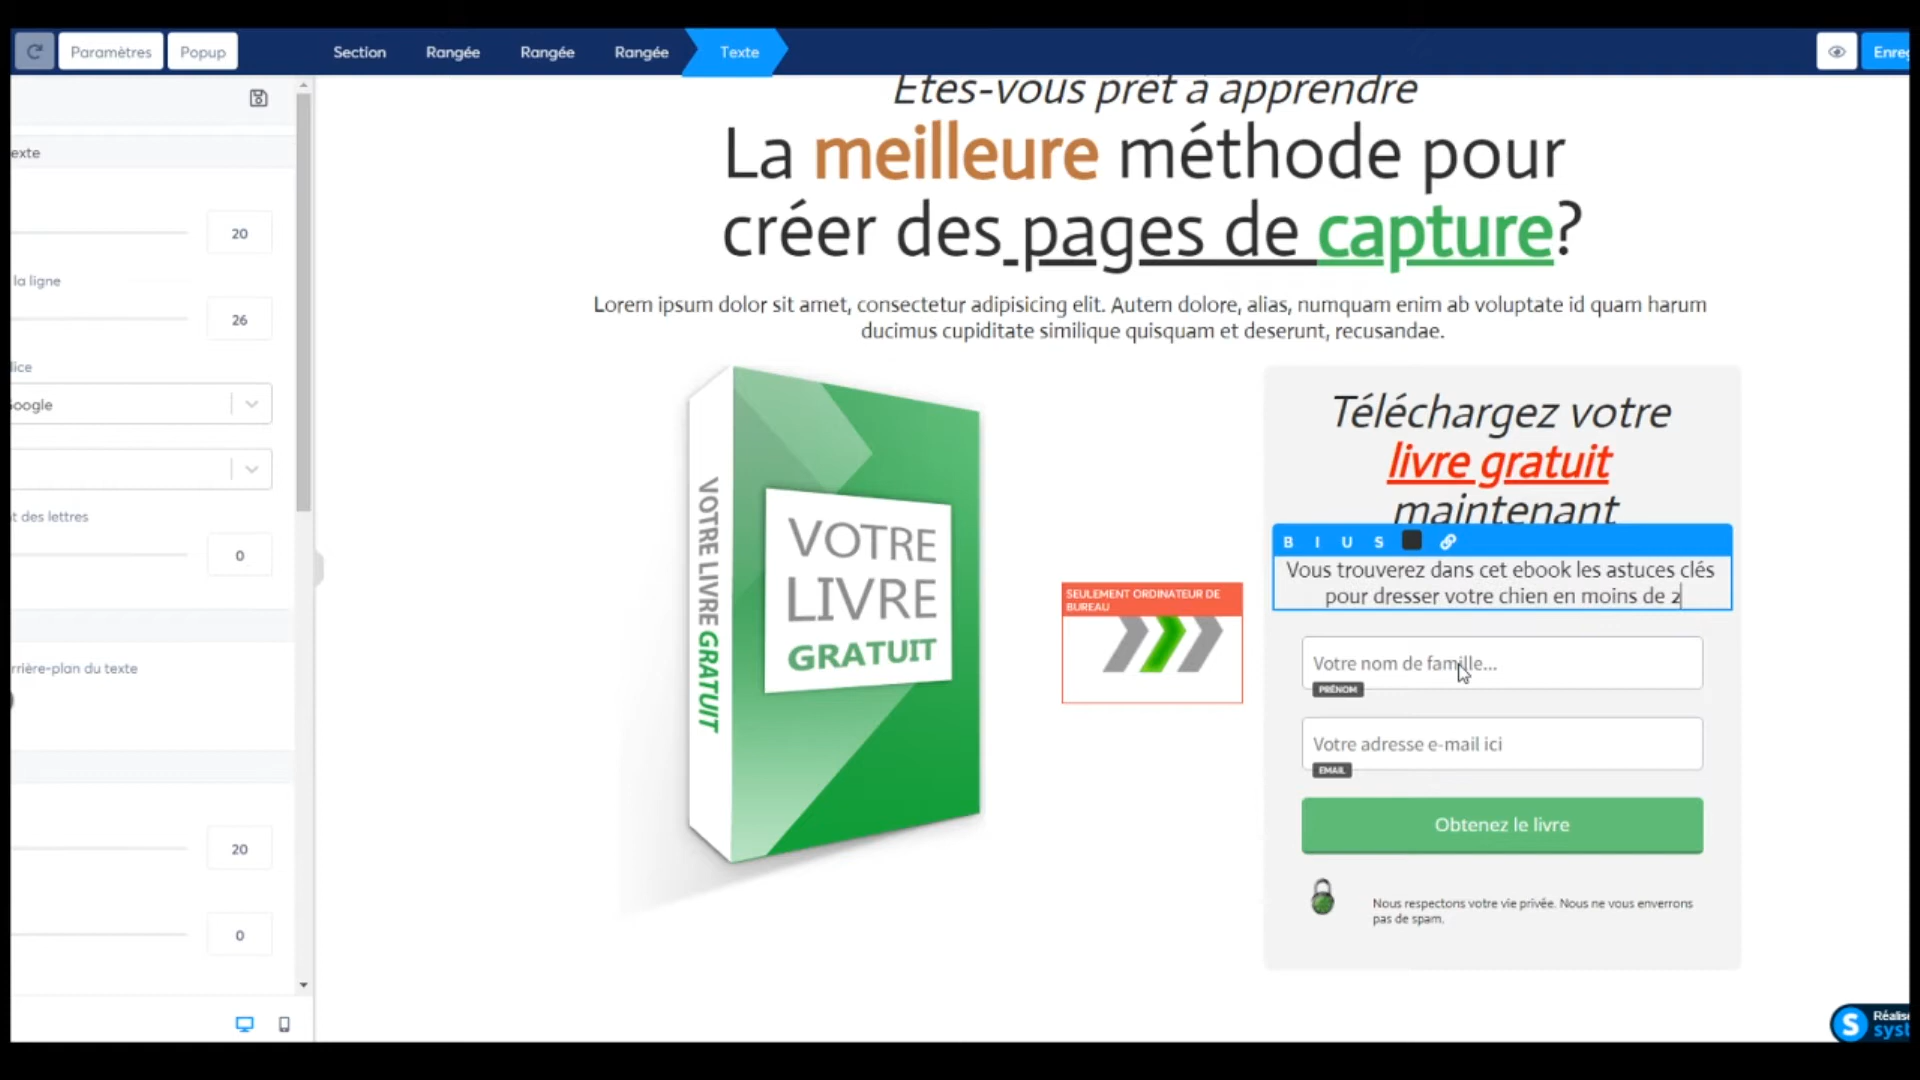 Paramètres
Popup
Section
Rangée
Rangée
Rangée
Texte
Enreg
exte
20
la ligne
26
lice
Google
t des lettres
0
rrière-plan du texte
20
0
Etes-vous prêt à apprendre
La meilleure méthode pour
créer des pages de capture?
Lorem ipsum dolor sit amet, consectetur adipisicing elit. Autem dolore, alias, numquam enim ab voluptate id quam harum
ducimus cupiditate similique quisquam et deserunt, recusandae.
VOTRE LIVRE GRATUIT
VOTRE
LIVRE
GRATUIT
SEULEMENT ORDINATEUR DE
BUREAU
Téléchargez votre
livre gratuit
maintenant
B I U S
Vous trouverez dans cet ebook les astuces clés
pour dresser votre chien en moins de 2
Votre nom de famille...
PRÉNOM
Votre adresse e-mail ici
EMAIL
Obtenez le livre
Nous respectons votre vie privée. Nous ne vous enverrons
pas de spam.
S
Réalis
syst